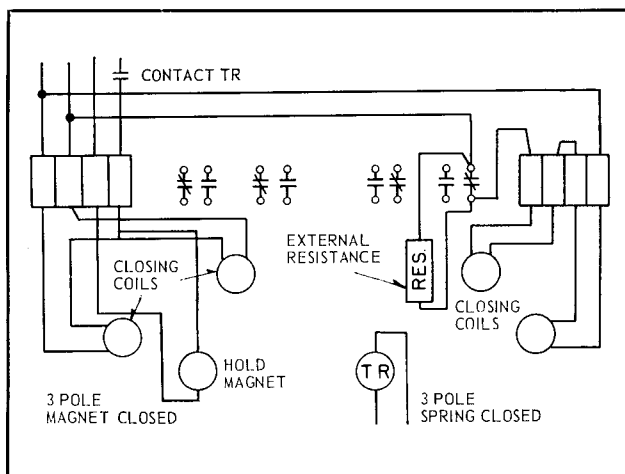 CONTACT TR
EXTERNAL
RESISTANCE
RES.
CLOSING
COILS
CLOSING
COILS
HOLD
MAGNET
TR
3 POLE
MAGNET CLOSED
3 POLE
SPRING CLOSED